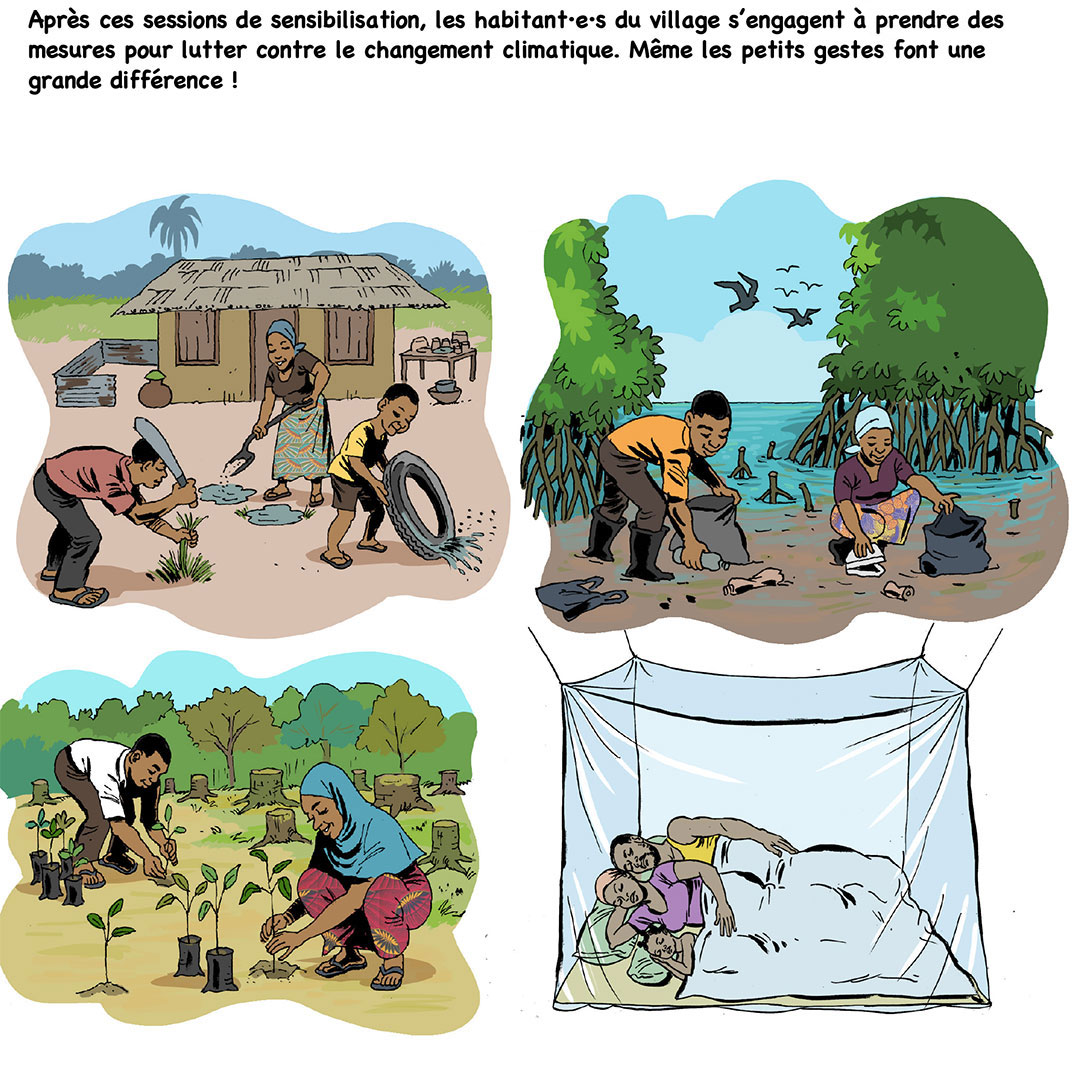 Après ces sessions de sensibilisation, les habitant·e·s du village s'engagent à prendre des
mesures pour lutter contre le changement climatique. Même les petits gestes font une
grande différence !